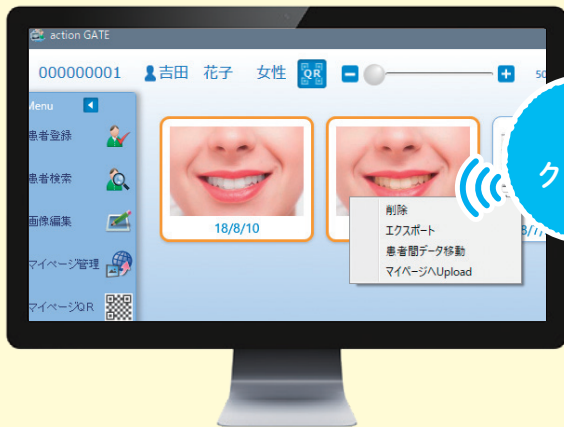 action GATE
000000001 吉田 花子 女性 QR 50
Menu
患者登録
患者検索
画像編集
マイページ管理
マイページQR
18/8/10
削除
エクスポート
患者間データ移動
マイページへUpload
ク